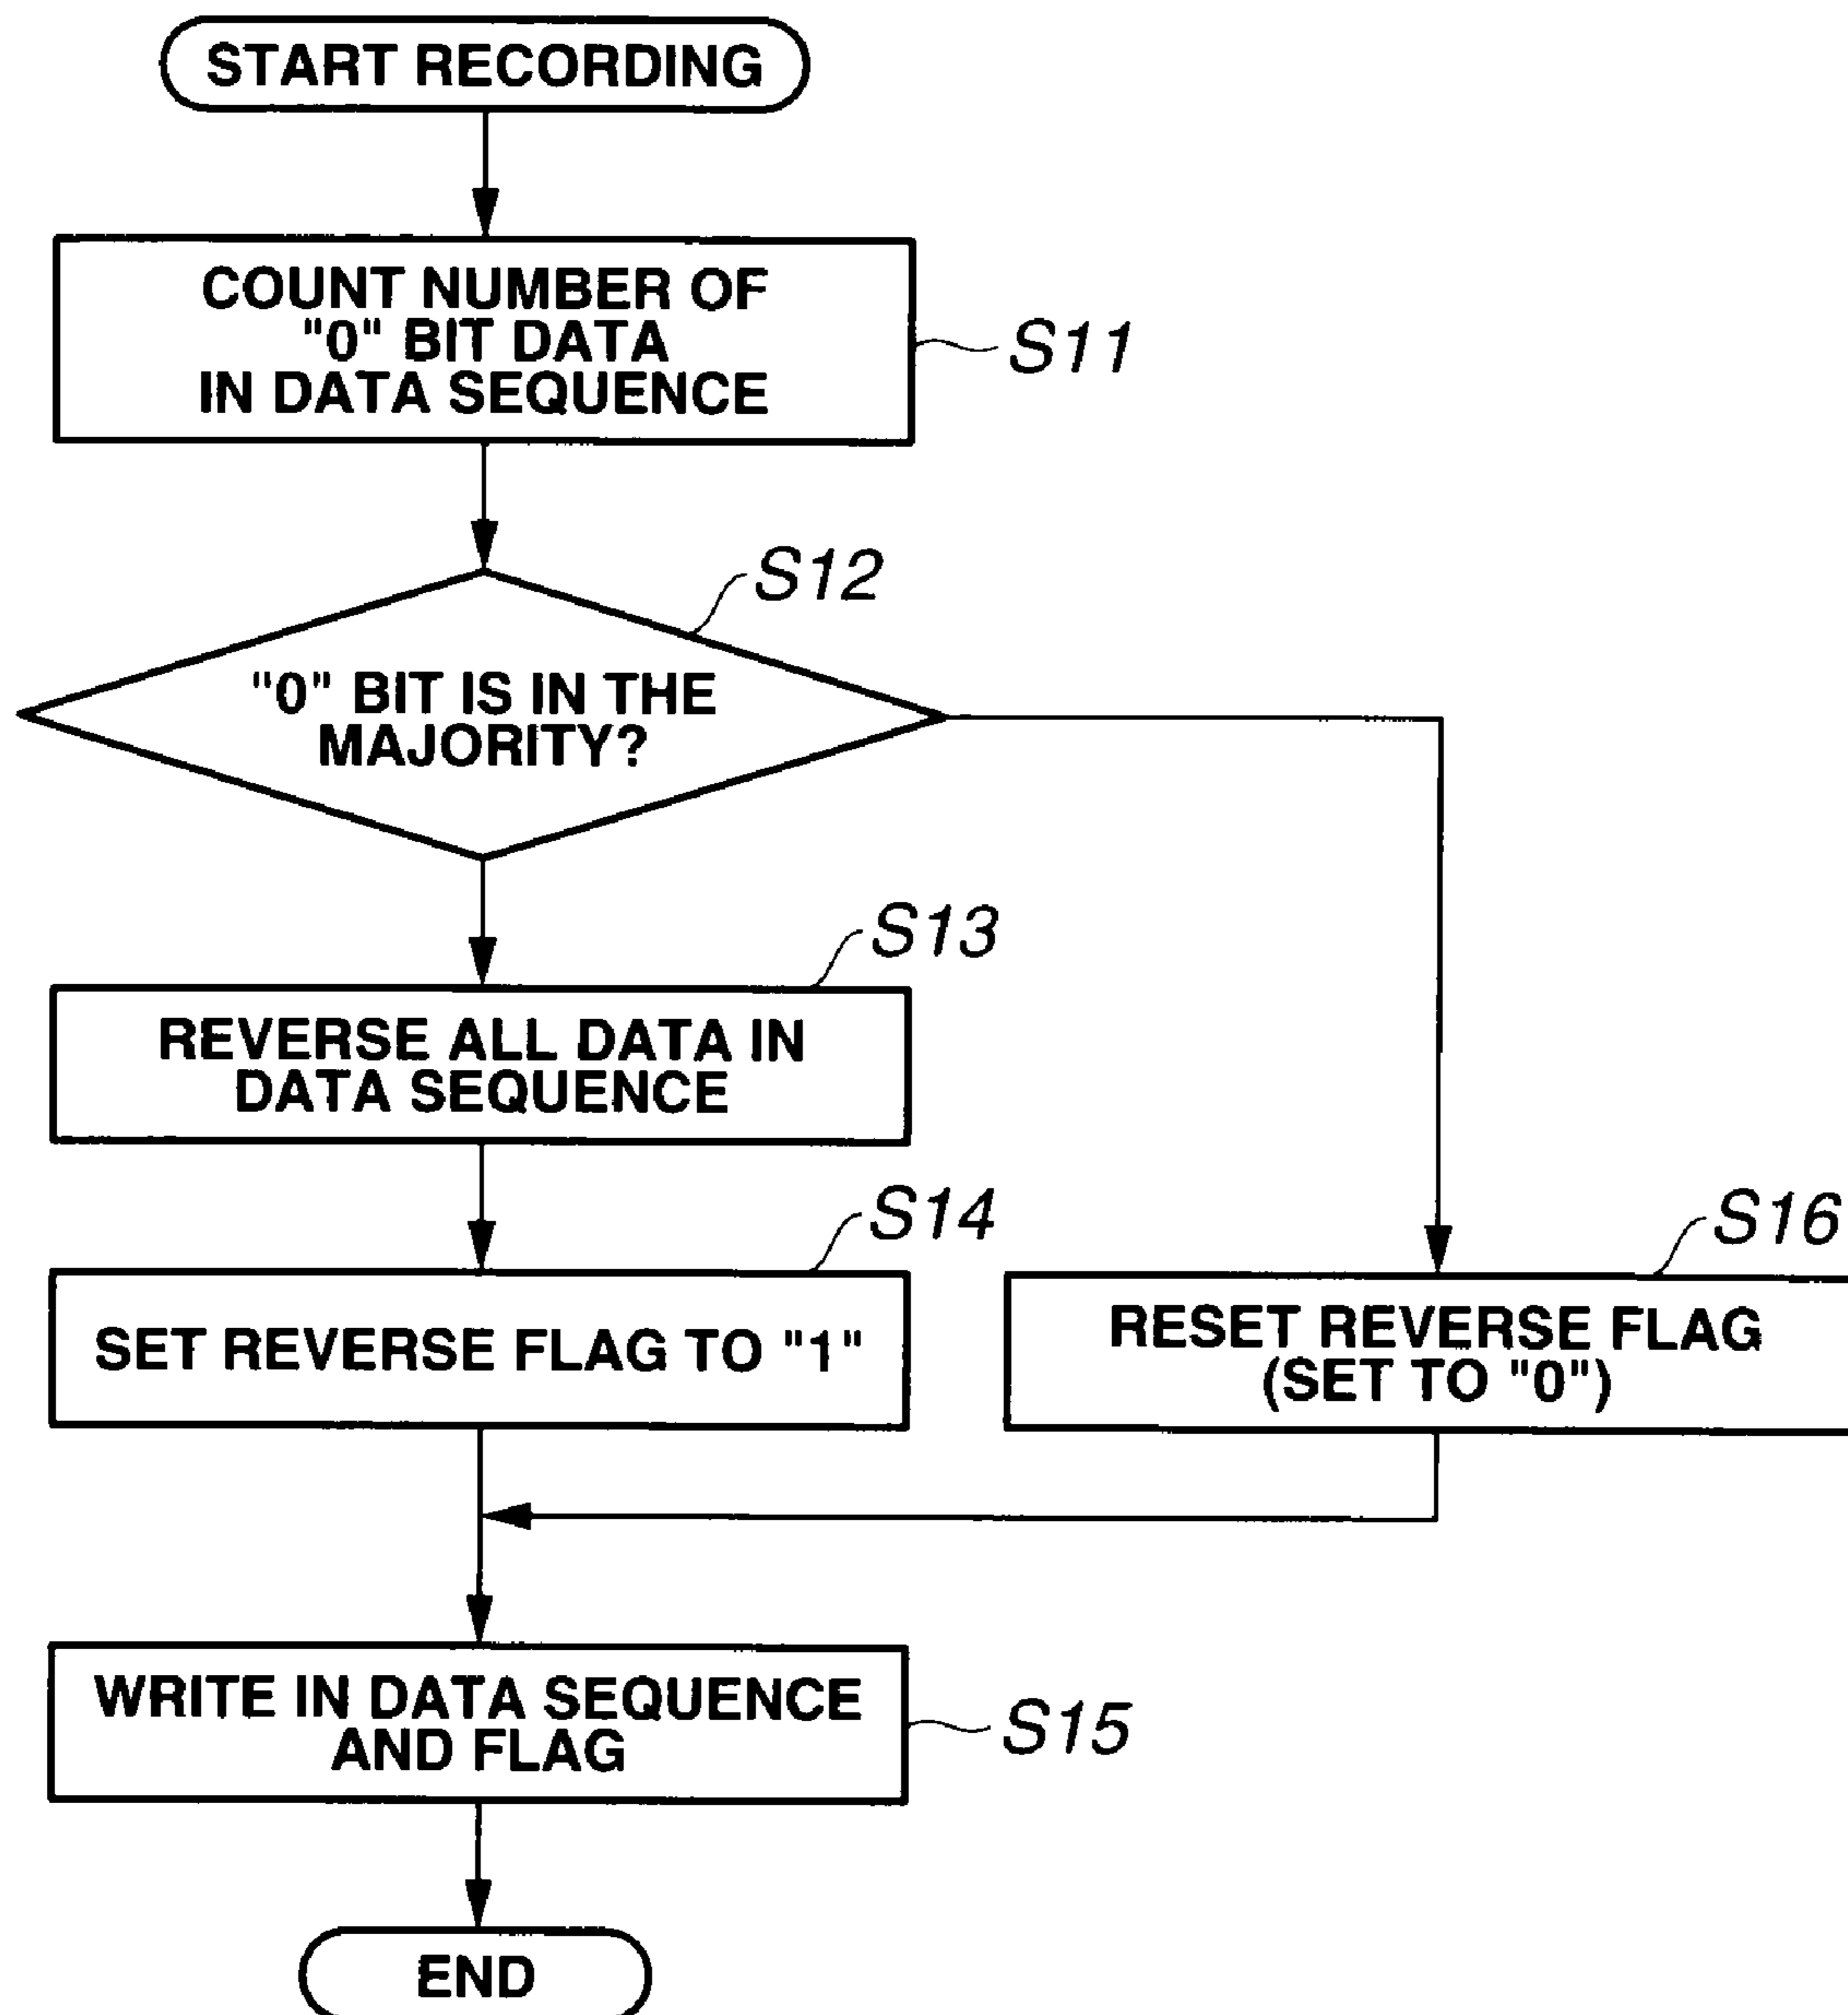 START RECORDING
COUNT NUMBER OF
"0" BIT DATA
IN DATA SEQUENCE
S11
S12
"0" BIT IS IN THE
MAJORITY?
S13
REVERSE ALL DATA IN
DATA SEQUENCE
S14
SET REVERSE FLAG TO "1"
S16
RESET REVERSE FLAG
(SET TO "0")
WRITE IN DATA SEQUENCE
AND FLAG
S15
END